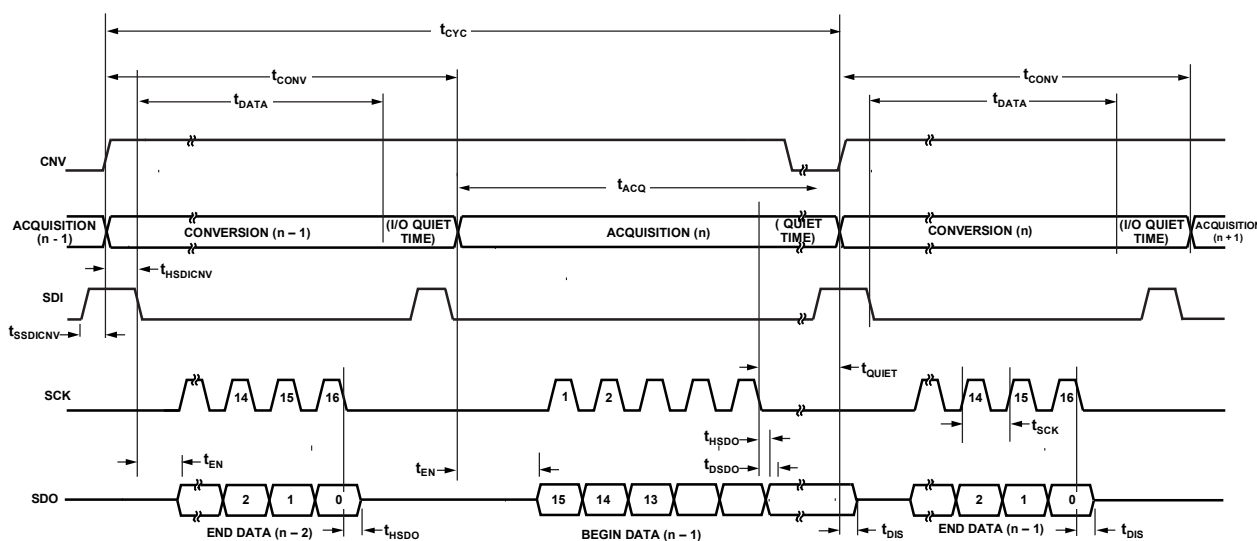 tCYC
tCONV
tCONV
tDATA
tDATA
CNV
tACQ
ACQUISITION (n - 1)
CONVERSION (n – 1)
(I/O QUIET TIME)
ACQUISITION (n)
( QUIET TIME)
CONVERSION (n)
(I/O QUIET TIME)
ACQUISITION (n + 1)
tHSDICNV
SDI
tSSDICNV
tQUIET
SCK
14
15
16
1
2
14
15
16
tSCK
tHSDO
tEN
tEN
tDSDO
SDO
2
1
0
15
14
13
2
1
0
END DATA (n – 2)
tHSDO
BEGIN DATA (n – 1)
tDIS
END DATA (n – 1)
tDIS